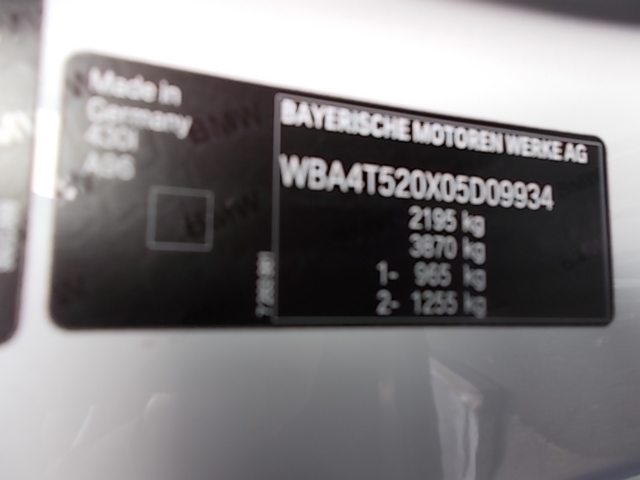 Made in
Germany
430i
A96
BAYERISCHE MOTOREN WERKE AG
WBA4T520X05D09934
2195 kg
3870 kg
1- 965 kg
2- 1255 kg